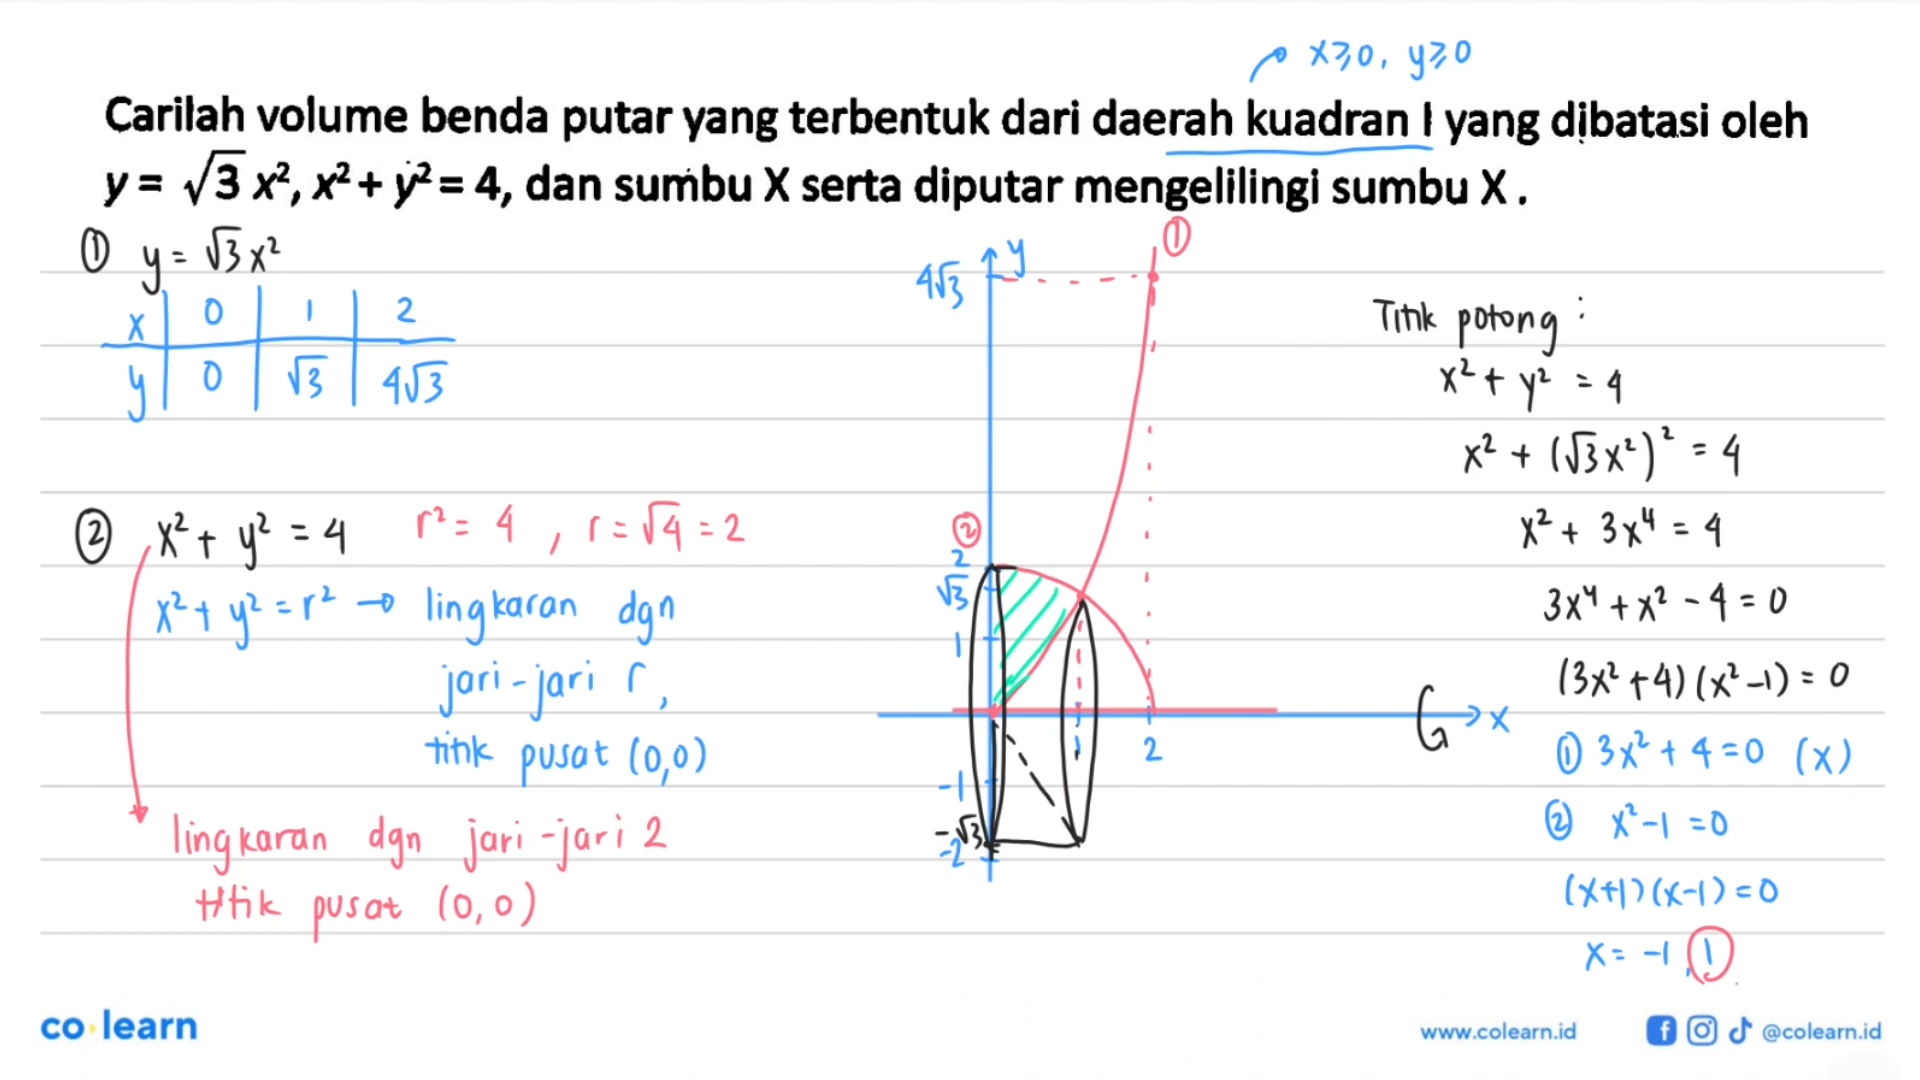 x ≥ 0, y ≥ 0
Carilah volume benda putar yang terbentuk dari daerah kuadran I yang dibatasi oleh
y = √3 x², x² + y² = 4, dan sumbu X serta diputar mengelilingi sumbu X .
① y = √3 x²
x | 0 | 1 | 2
y | 0 | √3 | 4√3
② x² + y² = 4 r² = 4 , r = √4 = 2
x² + y² = r² → lingkaran dgn
jari-jari r,
titik pusat (0,0)
lingkaran dgn jari-jari 2
titik pusat (0,0)
y
①
4√3
②
2
√3
1
1 2 x
-1
-√3
-2
Titik potong :
x² + y² = 4
x² + (√3 x²)² = 4
x² + 3x⁴ = 4
3x⁴ + x² - 4 = 0
(3x² + 4)(x² - 1) = 0
① 3x² + 4 = 0 (x)
② x² - 1 = 0
(x+1)(x-1) = 0
x = -1, 1
co learn
www.colearn.id
@colearn.id